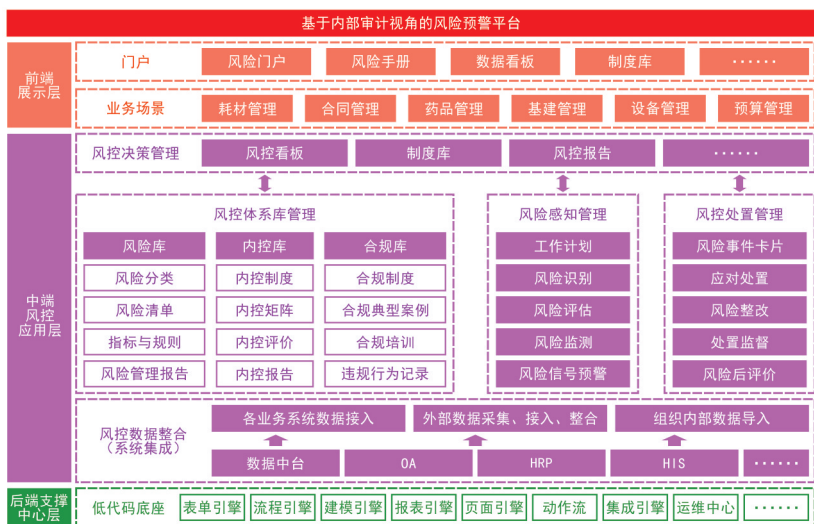 基于内部审计视角的风险预警平台
前端
展示层
门户 风险门户 风险手册 数据看板 制度库 ······
业务场景 耗材管理 合同管理 药品管理 基建管理 设备管理 预算管理
中端
风控
应用层
风控决策管理 风控看板 制度库 风控报告 ······
风控体系库管理
风险库 内控库 合规库
风险分类 内控制度 合规制度
风险清单 内控矩阵 合规典型案例
指标与规则 内控评价 合规培训
风险管理报告 内控报告 违规行为记录
风险感知管理
工作计划
风险识别
风险评估
风险监测
风险信号预警
风控处置管理
风险事件卡片
应对处置
风险整改
处置监督
风险后评价
风控数据整合
（系统集成）
各业务系统数据接入 外部数据采集、接入、整合 组织内部数据导入
数据中台 OA HRP HIS ······
后端支撑
中心层
低代码底座 表单引擎 流程引擎 建模引擎 报表引擎 页面引擎 动作流 集成引擎 运维中心 ······